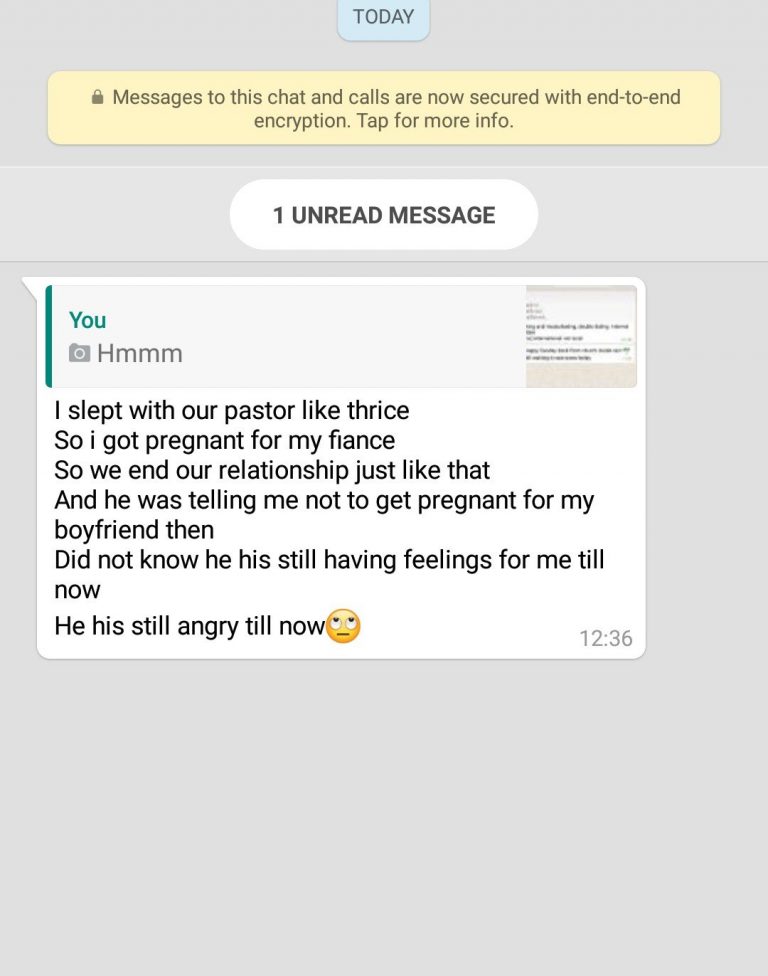 TODAY
Messages to this chat and calls are now secured with end-to-end
encryption. Tap for more info.
1 UNREAD MESSAGE
You
Hmmm
I slept with our pastor like thrice
So i got pregnant for my fiance
So we end our relationship just like that
And he was telling me not to get pregnant for my
boyfriend then
Did not know he his still having feelings for me till
now
He his still angry till now🙄
12:36